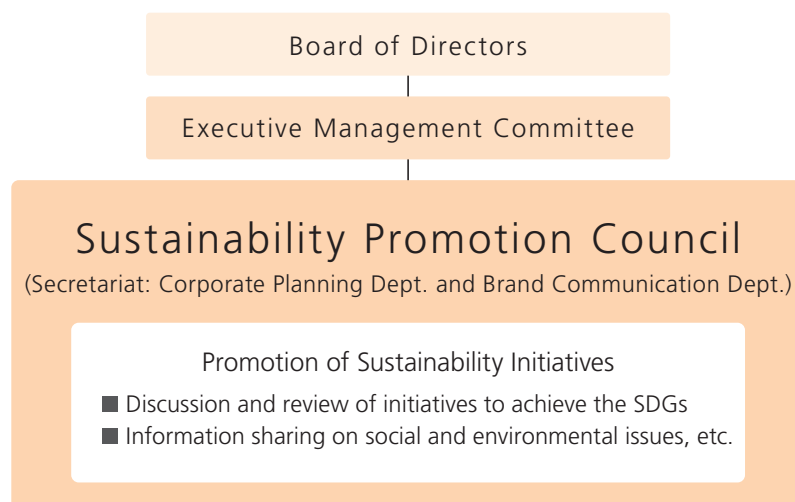 Board of Directors
Executive Management Committee
Sustainability Promotion Council
(Secretariat: Corporate Planning Dept. and Brand Communication Dept.)
Promotion of Sustainability Initiatives
■ Discussion and review of initiatives to achieve the SDGs
■ Information sharing on social and environmental issues, etc.